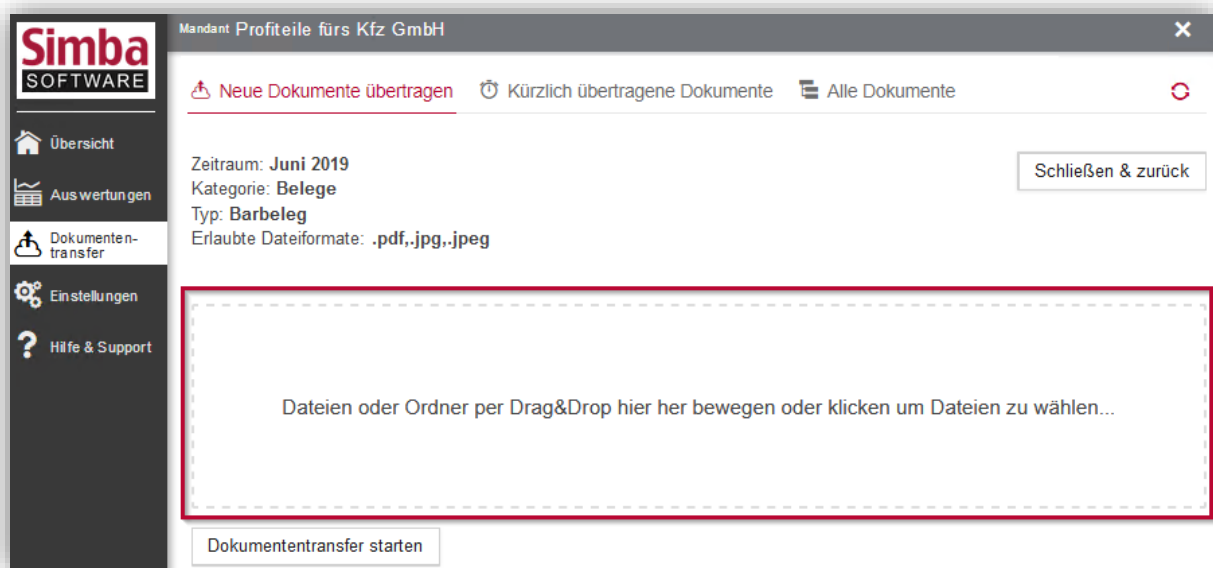 Simba
SOFTWARE
Mandant Profiteile fürs Kfz GmbH
Neue Dokumente übertragen
Kürzlich übertragene Dokumente
Alle Dokumente
Übersicht
Auswertungen
Dokumenten-
transfer
Einstellungen
Hilfe & Support
Zeitraum: Juni 2019
Kategorie: Belege
Typ: Barbeleg
Erlaubte Dateiformate: .pdf,.jpg,.jpeg
Schließen & zurück
Dateien oder Ordner per Drag&Drop hier her bewegen oder klicken um Dateien zu wählen...
Dokumententransfer starten